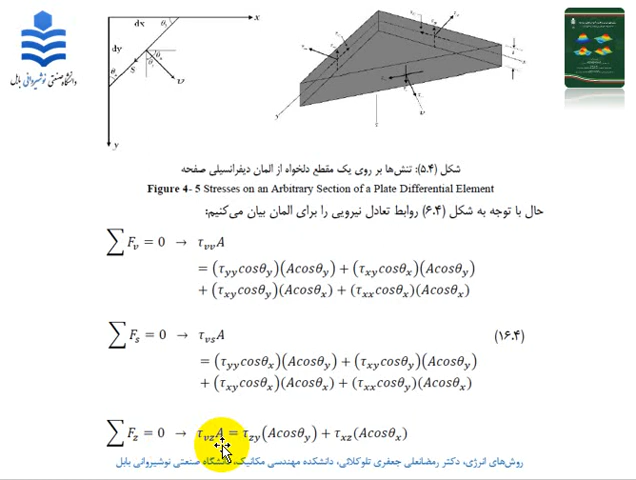 دانشگاه صنعتی نوشیروانی بابل
dx
x
dy
θ
S
υ
y
شکل (۵.۴): تنش‌ها بر روی یک مقطع دلخواه از المان دیفرانسیلی صفحه
Figure 4- 5 Stresses on an Arbitrary Section of a Plate Differential Element
حال با توجه به شکل (۶.۴) روابط تعادل نیرویی را برای المان بیان می‌کنیم:
∑ F_v = 0 → τ_vv A
= (τ_yy cosθ_y)(Acosθ_y) + (τ_xy cosθ_x)(Acosθ_y)
+ (τ_xy cosθ_y)(Acosθ_x) + (τ_xx cosθ_x)(Acosθ_x)
∑ F_s = 0 → τ_vs A (۱۶.۴)
= (τ_yy cosθ_x)(Acosθ_y) + (τ_xy cosθ_y)(Acosθ_y)
+ (τ_xy cosθ_x)(Acosθ_x) + (τ_xx cosθ_y)(Acosθ_x)
∑ F_z = 0 → τ_vz A = τ_zy(Acosθ_y) + τ_xz(Acosθ_x)
روش‌های انرژی، دکتر رمضانعلی جعفری تلوکلائی، دانشکده مهندسی مکانیک، دانشگاه صنعتی نوشیروانی بابل